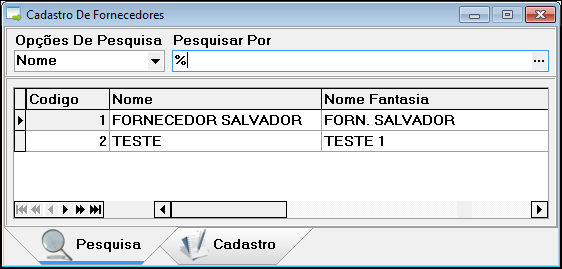 Cadastro De Fornecedores
Opções De Pesquisa Pesquisar Por
Nome % ...
Codigo Nome Nome Fantasia
1 FORNECEDOR SALVADOR FORN. SALVADOR
2 TESTE TESTE 1
Pesquisa Cadastro